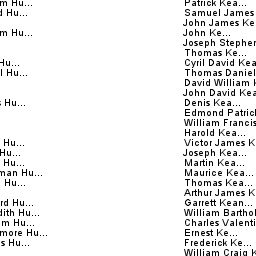 m Hu... Patrick Kea...
d Hu... Samuel James
John James Ke
m Hu... John Ke...
Joseph Stephen
Thomas Ke...
Hu... Cyril David Kea
l Hu... Thomas Daniel
David William K
John David Kea
s Hu... Denis Kea...
Edmond Patrick
William Francis
Harold Kea...
Hu... Victor James K
Hu... Joseph Kea...
Hu... Martin Kea...
man Hu... Maurice Kea...
Hu... Thomas Kea...
Arthur James K
rd Hu... Garrett Kean...
dith Hu... William Barthol
am Hu... Charles Valenti
more Hu... Ernest Ke...
s Hu... Frederick Ke...
William Craig K